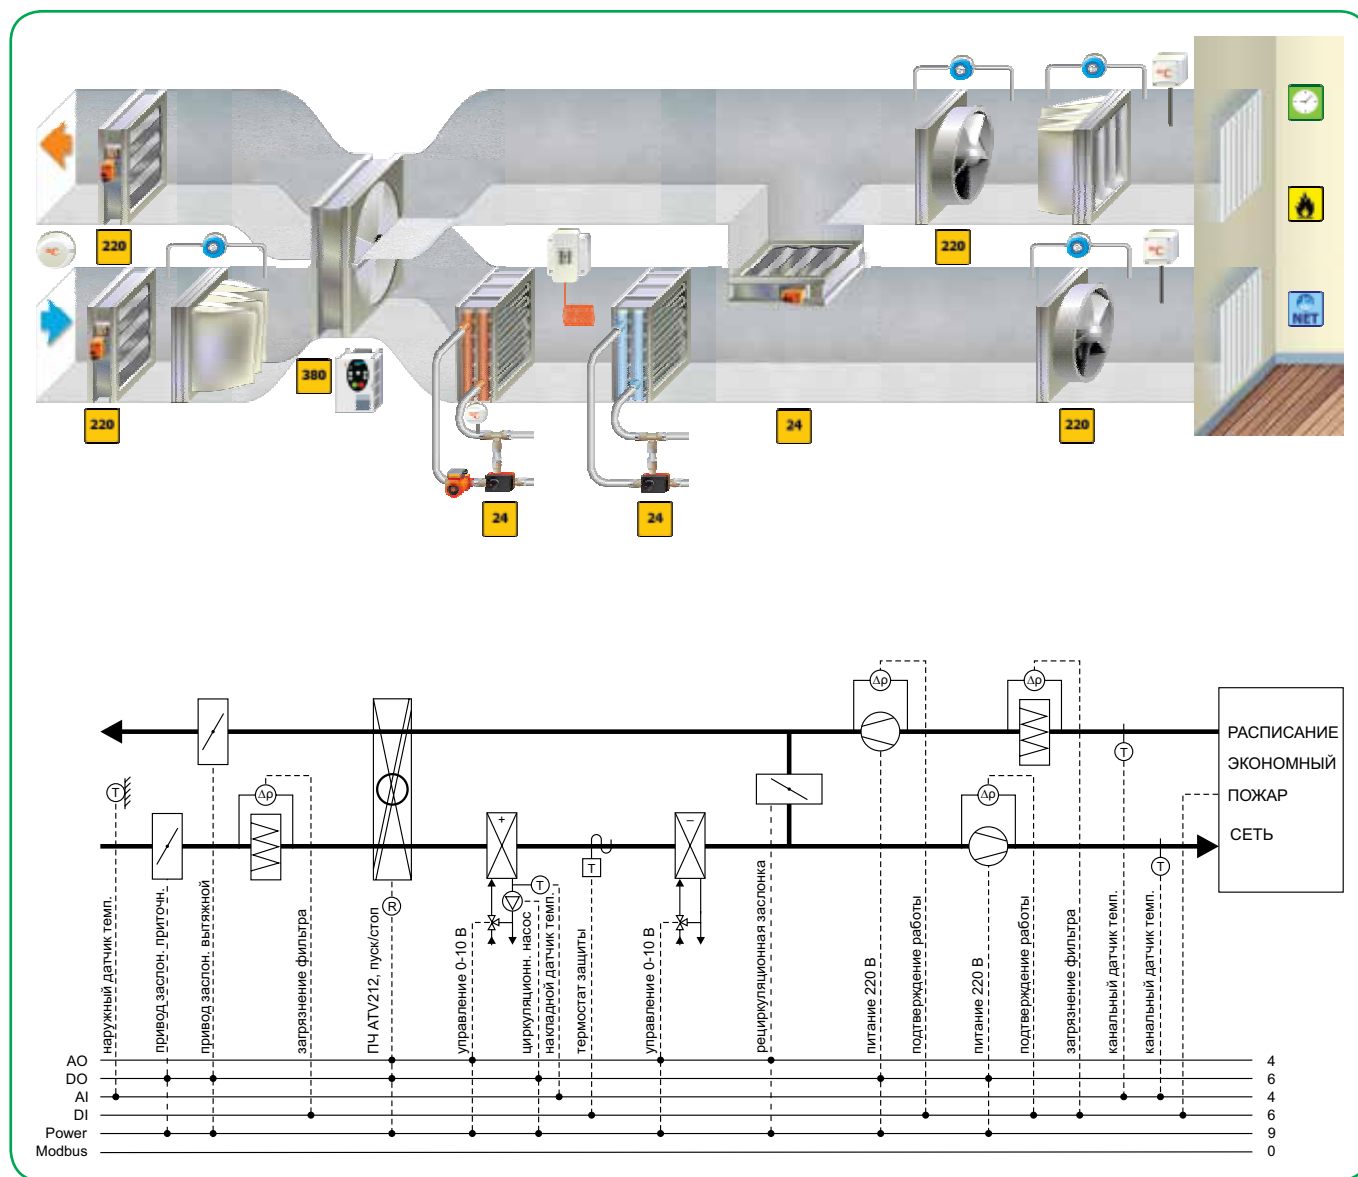 °C
220
°C
220
°C
380
220
°C
24
220
NET
°C
24
24
Δρ
Δρ
РАСПИСАНИЕ
ЭКОНОМНЫЙ
ПОЖАР
СЕТЬ
T
T
Δρ
Δρ
+
–
T
T
T
R
наружный датчик темп.
привод заслон. приточн.
привод заслон. вытяжной
загрязнение фильтра
ПЧ ATV212, пуск/стоп
управление 0-10 В
циркуляционн. насос
накладной датчик темп.
термостат защиты
управление 0-10 В
рециркуляционная заслонка
питание 220 В
подтверждение работы
питание 220 В
подтверждение работы
загрязнение фильтра
канальный датчик темп.
канальный датчик темп.
AO 4
DO 6
AI 4
DI 6
Power 9
Modbus 0